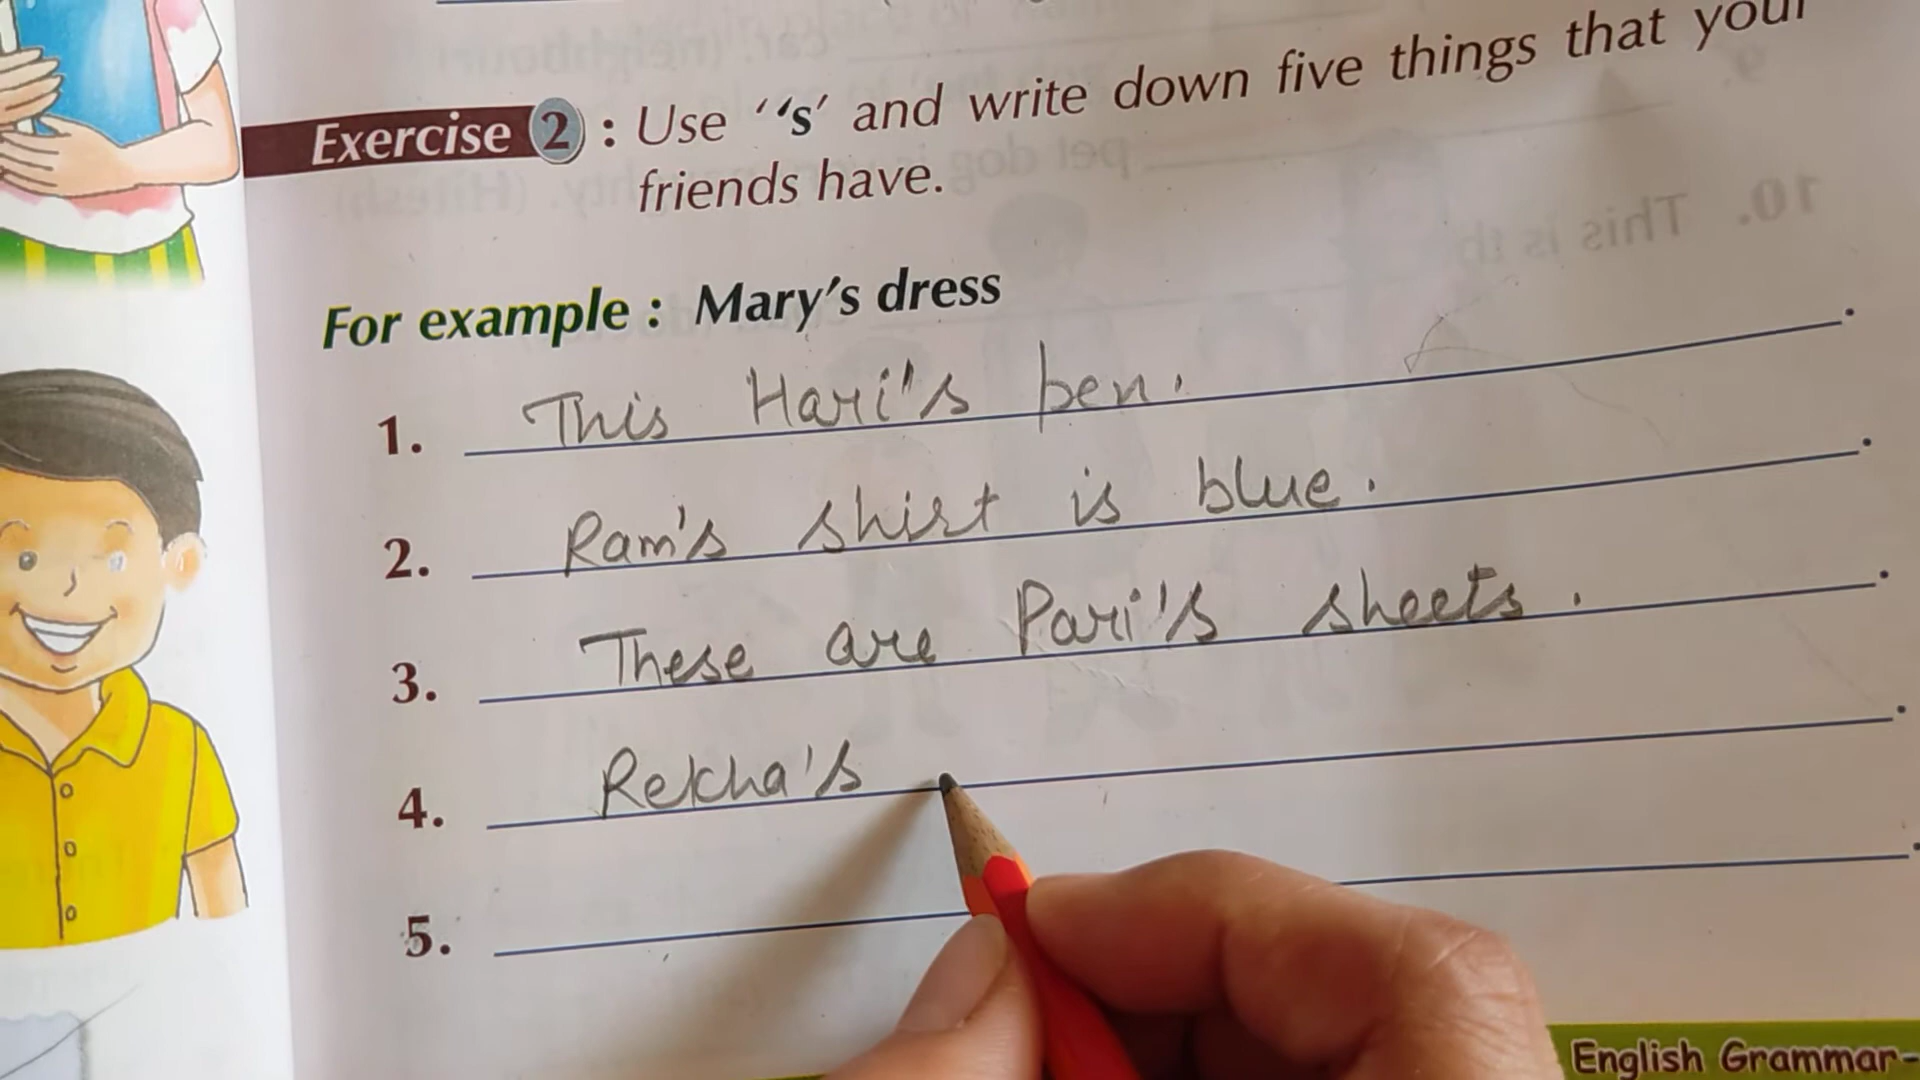 Exercise 2 : Use ‘‘s’ and write down five things that your
friends have.
For example : Mary’s dress
1. This Hari's pen.
2. Ram's shirt is blue.
3. These are Pari's sheets.
4. Rekha's
5.
English Grammar-